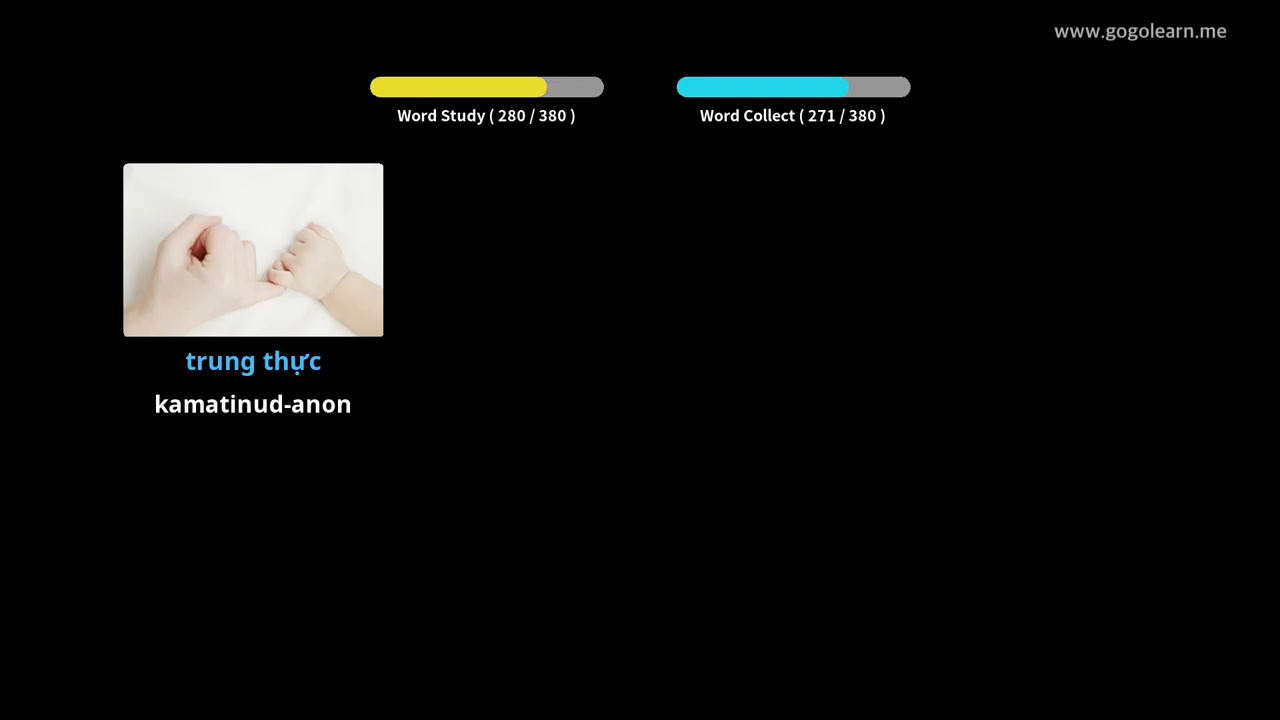 www.gogolearn.me
Word Study ( 280 / 380 )
Word Collect ( 271 / 380 )
trung thực
kamatinud-anon